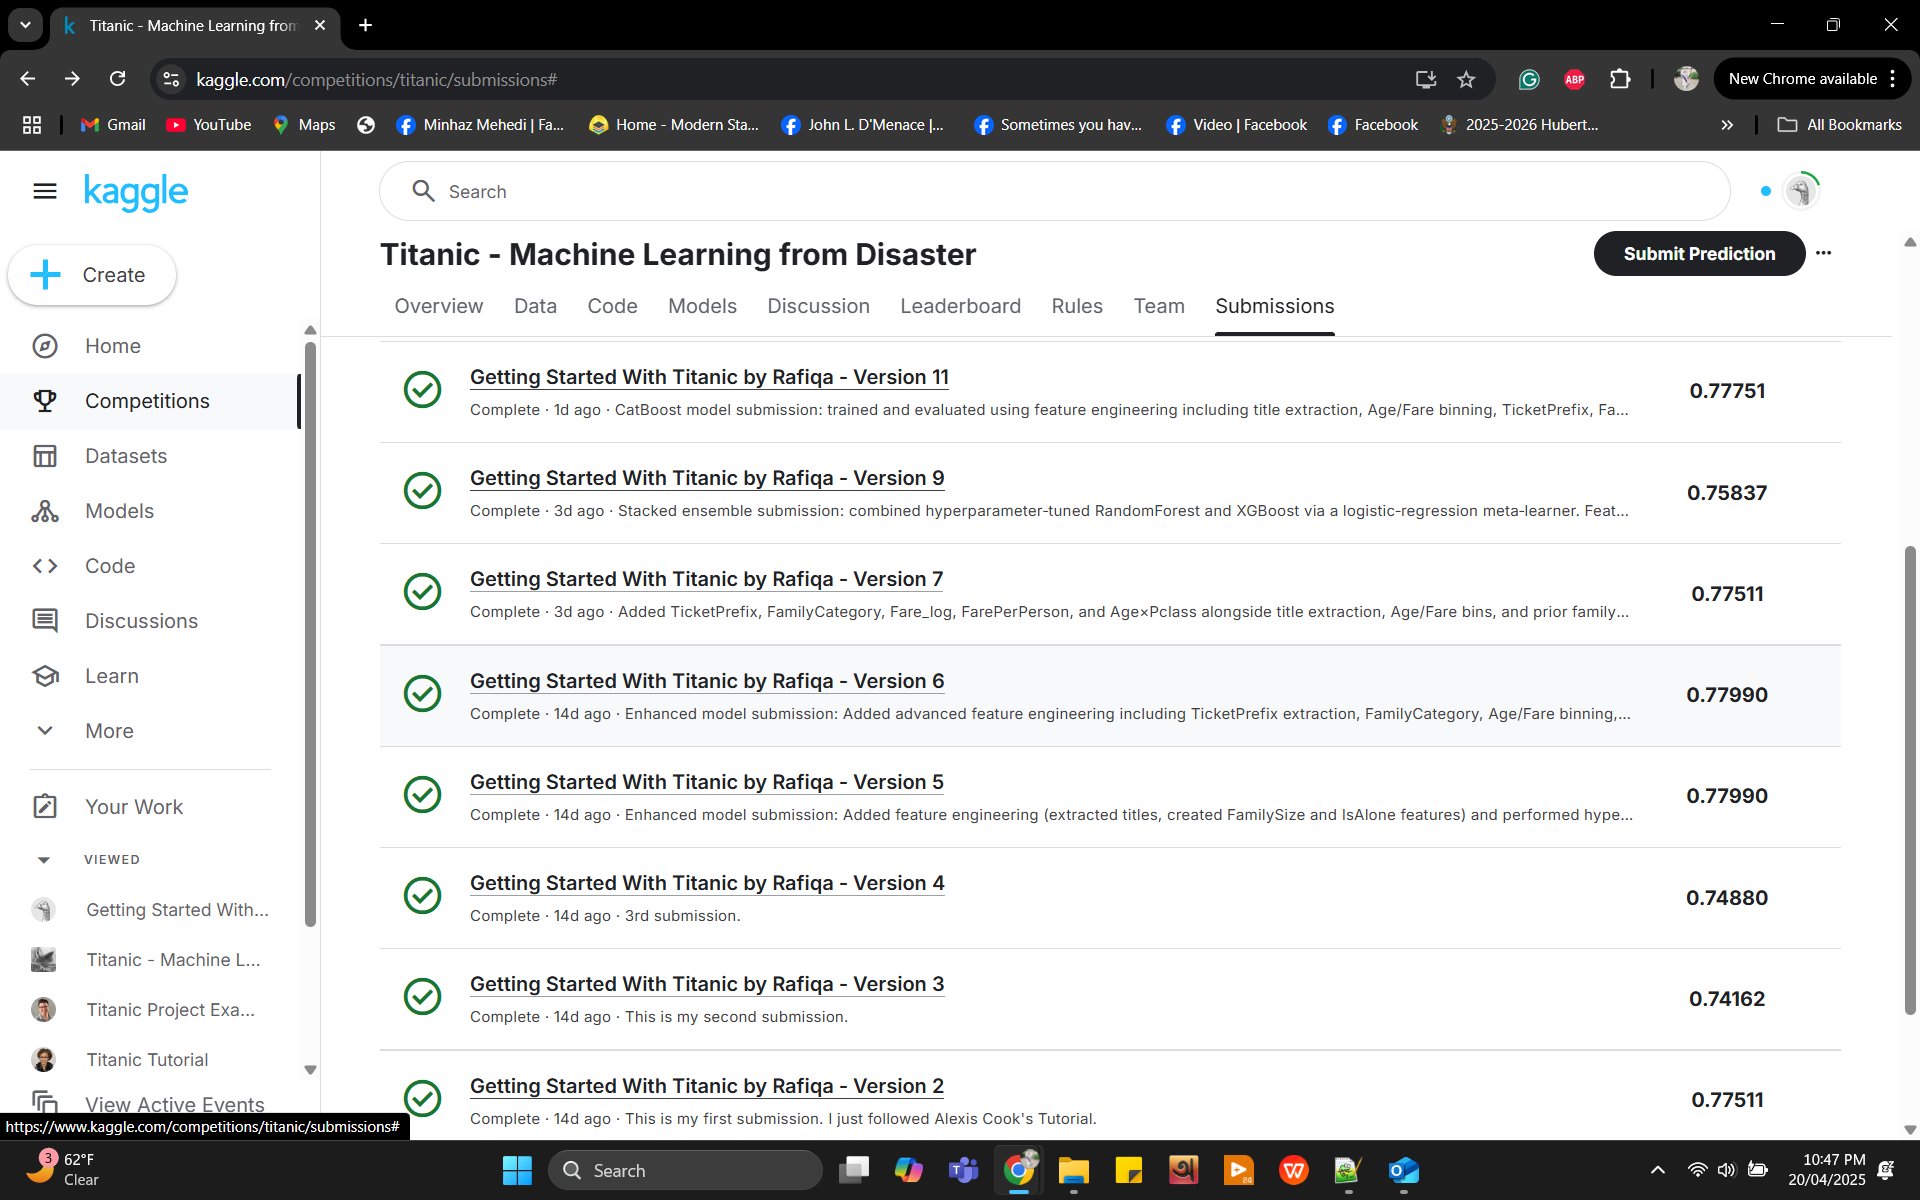 Titanic - Machine Learning from
kaggle.com/competitions/titanic/submissions#
New Chrome available
Gmail
YouTube
Maps
Minhaz Mehedi | Fa...
Home - Modern Sta...
John L. D'Menace |...
Sometimes you hav...
Video | Facebook
Facebook
2025-2026 Hubert...
All Bookmarks
kaggle
Search
Create
Titanic - Machine Learning from Disaster
Submit Prediction
Overview
Data
Code
Models
Discussion
Leaderboard
Rules
Team
Submissions
Home
Competitions
Datasets
Models
Code
Discussions
Learn
More
Your Work
VIEWED
Getting Started With...
Titanic - Machine L...
Titanic Project Exa...
Titanic Tutorial
View Active Events
Getting Started With Titanic by Rafiqa - Version 11
Complete · 1d ago · CatBoost model submission: trained and evaluated using feature engineering including title extraction, Age/Fare binning, TicketPrefix, Fa...
0.77751
Getting Started With Titanic by Rafiqa - Version 9
Complete · 3d ago · Stacked ensemble submission: combined hyperparameter-tuned RandomForest and XGBoost via a logistic-regression meta-learner. Feat...
0.75837
Getting Started With Titanic by Rafiqa - Version 7
Complete · 3d ago · Added TicketPrefix, FamilyCategory, Fare_log, FarePerPerson, and Age×Pclass alongside title extraction, Age/Fare bins, and prior family...
0.77511
Getting Started With Titanic by Rafiqa - Version 6
Complete · 14d ago · Enhanced model submission: Added advanced feature engineering including TicketPrefix extraction, FamilyCategory, Age/Fare binning,...
0.77990
Getting Started With Titanic by Rafiqa - Version 5
Complete · 14d ago · Enhanced model submission: Added feature engineering (extracted titles, created FamilySize and IsAlone features) and performed hype...
0.77990
Getting Started With Titanic by Rafiqa - Version 4
Complete · 14d ago · 3rd submission.
0.74880
Getting Started With Titanic by Rafiqa - Version 3
Complete · 14d ago · This is my second submission.
0.74162
Getting Started With Titanic by Rafiqa - Version 2
Complete · 14d ago · This is my first submission. I just followed Alexis Cook's Tutorial.
0.77511
https://www.kaggle.com/competitions/titanic/submissions#
3
62°F
Clear
Search
10:47 PM
20/04/2025